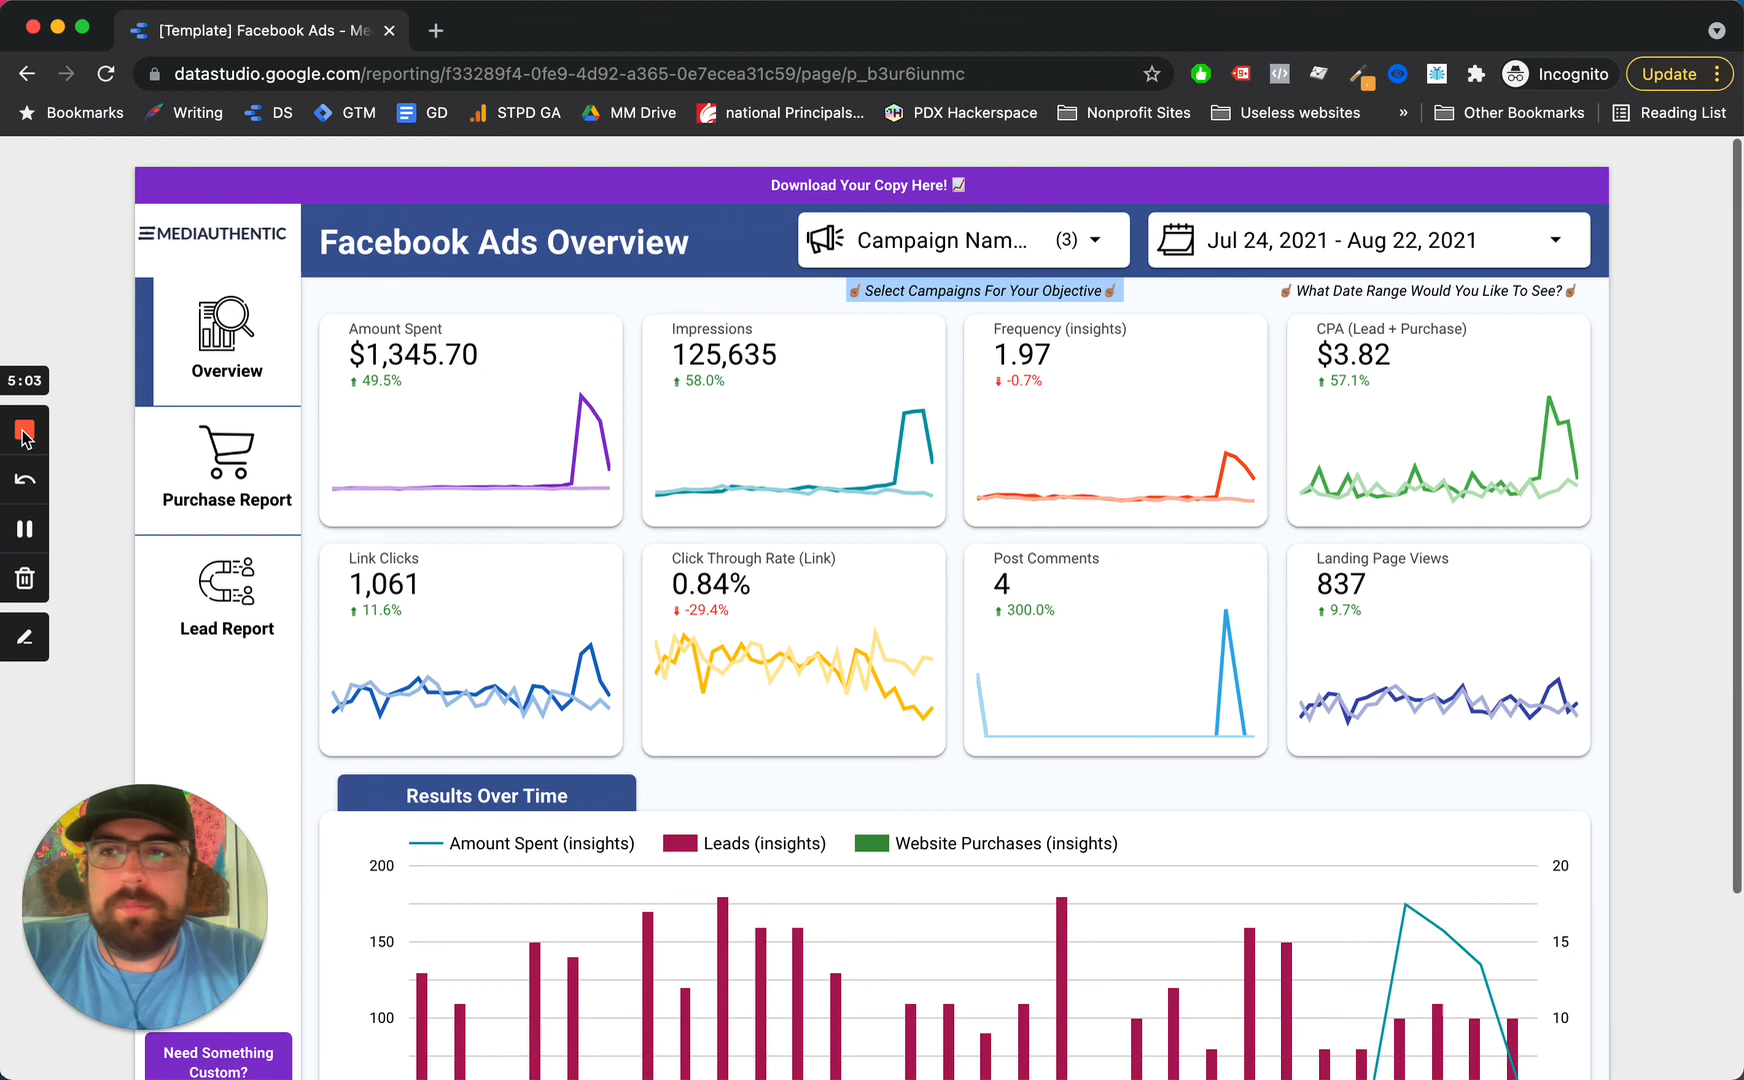 [Template] Facebook Ads - Me
datastudio.google.com/reporting/f33289f4-0fe9-4d92-a365-0e7ecea31c59/page/p_b3ur6iunmc
Incognito
Update
Bookmarks
Writing
DS
GTM
GD
STPD GA
MM Drive
national Principals...
PDX Hackerspace
Nonprofit Sites
Useless websites
»
Other Bookmarks
Reading List
Download Your Copy Here!
MEDIAUTHENTIC
Facebook Ads Overview
Campaign Nam... (3)
Jul 24, 2021 - Aug 22, 2021
Select Campaigns For Your Objective
What Date Range Would You Like To See?
Overview
Purchase Report
Lead Report
5:03
Amount Spent
$1,345.70
49.5%
Impressions
125,635
58.0%
Frequency (insights)
1.97
-0.7%
CPA (Lead + Purchase)
$3.82
57.1%
Link Clicks
1,061
11.6%
Click Through Rate (Link)
0.84%
-29.4%
Post Comments
4
300.0%
Landing Page Views
837
9.7%
Results Over Time
Amount Spent (insights)
Leads (insights)
Website Purchases (insights)
200
150
100
20
15
10
Need Something
Custom?